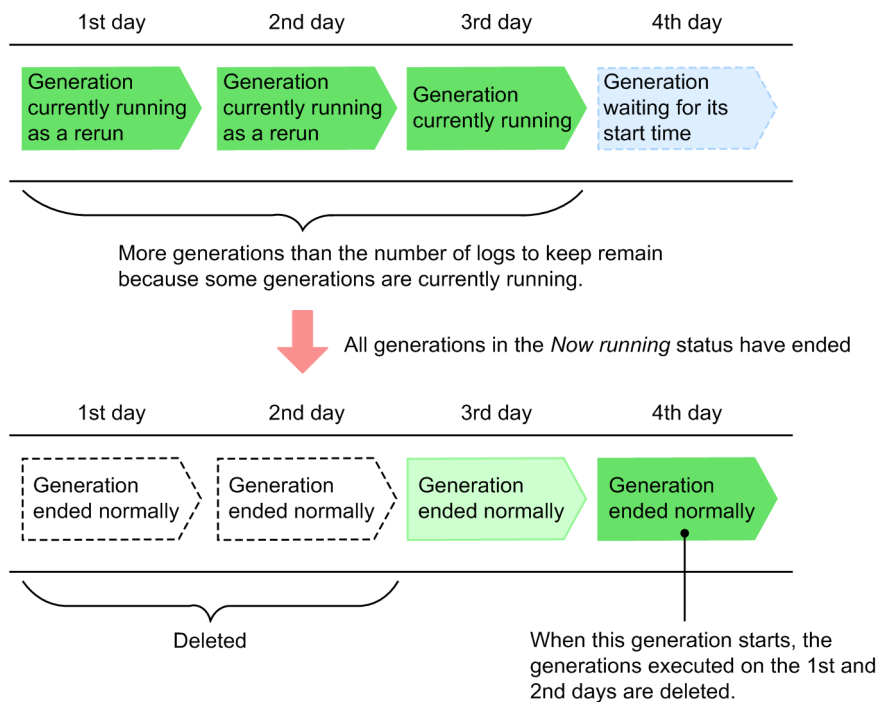 1st day 2nd day 3rd day 4th day
Generation
currently running
as a rerun
Generation
currently running
as a rerun
Generation
currently running
Generation
waiting for its
start time
More generations than the number of logs to keep remain
because some generations are currently running.
All generations in the Now running status have ended
1st day 2nd day 3rd day 4th day
Generation
ended normally
Generation
ended normally
Generation
ended normally
Generation
ended normally
Deleted
When this generation starts, the
generations executed on the 1st and
2nd days are deleted.